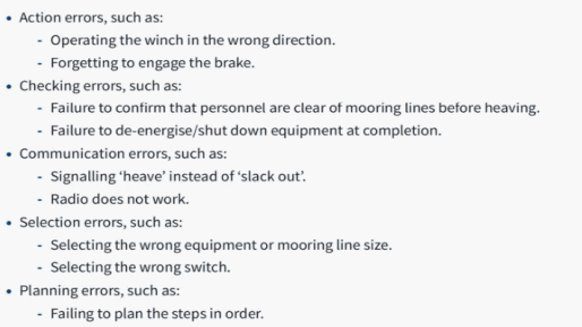 • Action errors, such as:
- Operating the winch in the wrong direction.
- Forgetting to engage the brake.
• Checking errors, such as:
- Failure to confirm that personnel are clear of mooring lines before heaving.
- Failure to de-energise/shut down equipment at completion.
• Communication errors, such as:
- Signalling ‘heave’ instead of ‘slack out’.
- Radio does not work.
• Selection errors, such as:
- Selecting the wrong equipment or mooring line size.
- Selecting the wrong switch.
• Planning errors, such as:
- Failing to plan the steps in order.